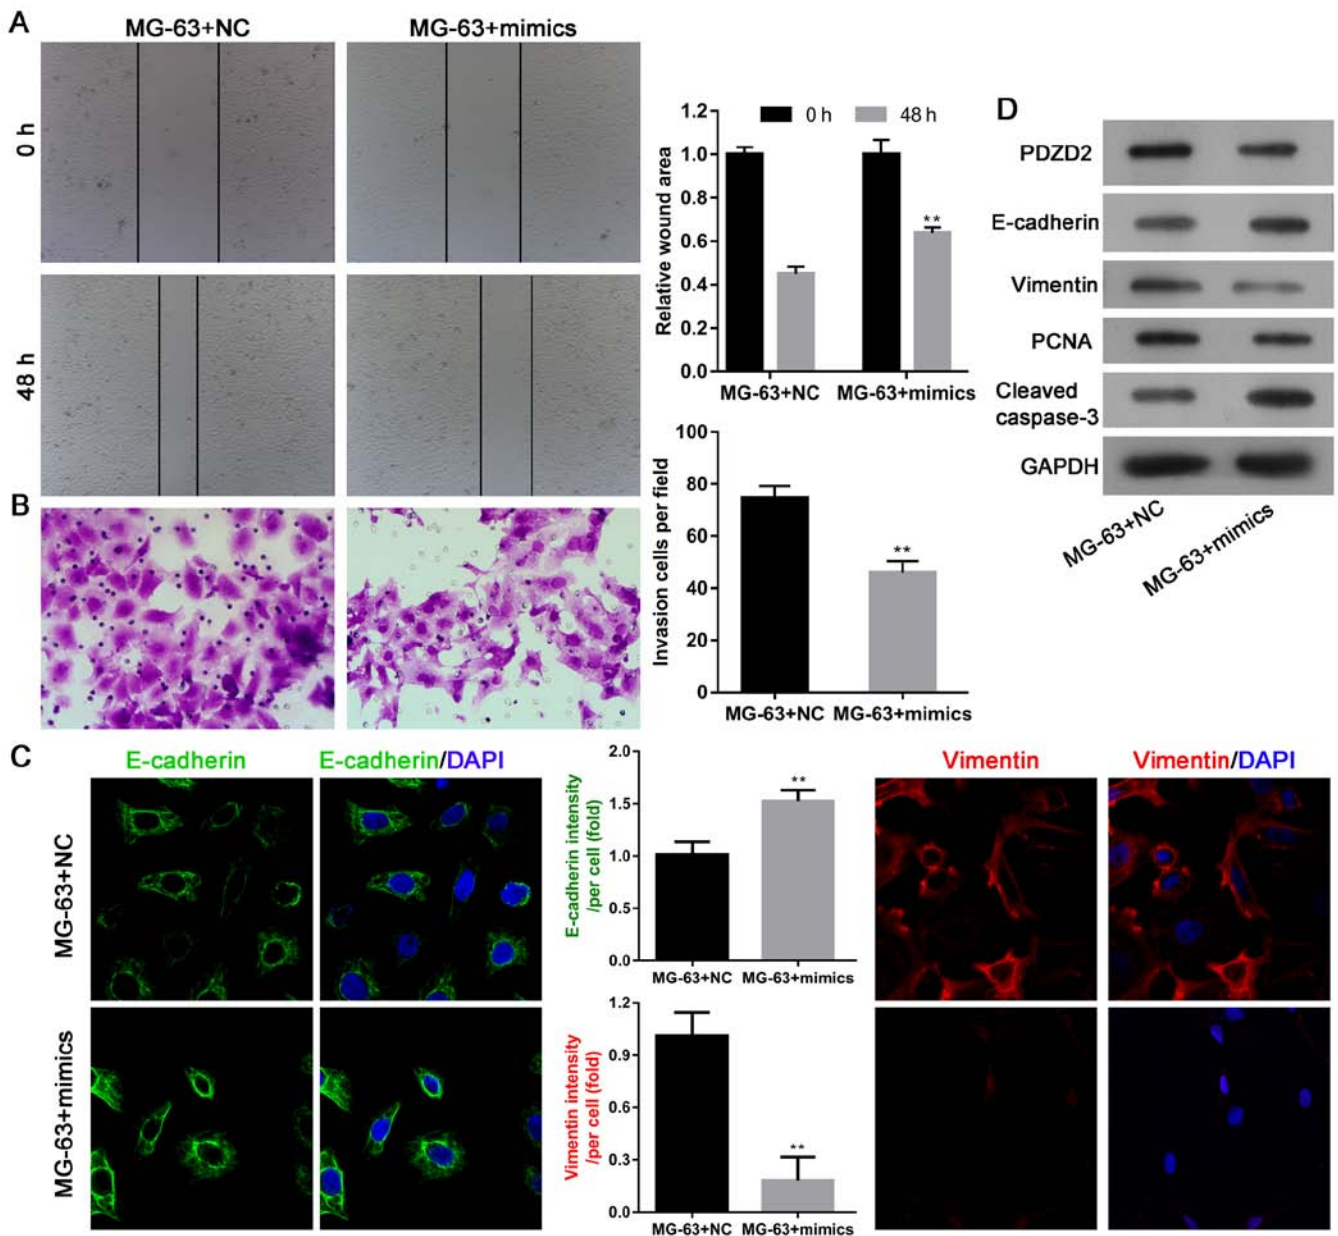 A
MG-63+NC
MG-63+mimics
0 h
48 h
1.2
1.0
0.8
0.6
0.4
0.2
0.0
Relative wound area
0 h
48 h
**
MG-63+NC
MG-63+mimics
D
PDZD2
E-cadherin
Vimentin
PCNA
Cleaved
caspase-3
GAPDH
MG-63+NC
MG-63+mimics
B
100
80
60
40
20
0
Invasion cells per field
**
MG-63+NC
MG-63+mimics
C
E-cadherin
E-cadherin/DAPI
MG-63+NC
MG-63+mimics
2.0
1.5
1.0
0.5
0.0
E-cadherin intensity
/per cell (fold)
**
MG-63+NC
MG-63+mimics
1.2
0.9
0.6
0.3
0.0
Vimentin intensity
/per cell (fold)
**
MG-63+NC
MG-63+mimics
Vimentin
Vimentin/DAPI